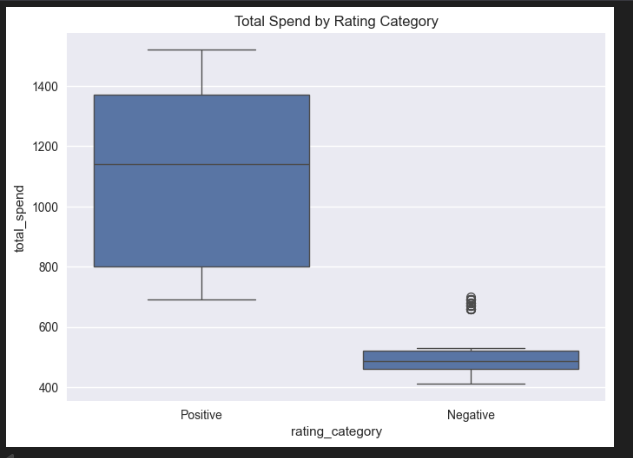 Total Spend by Rating Category
total_spend
1400
1200
1000
800
600
400
Positive Negative
rating_category